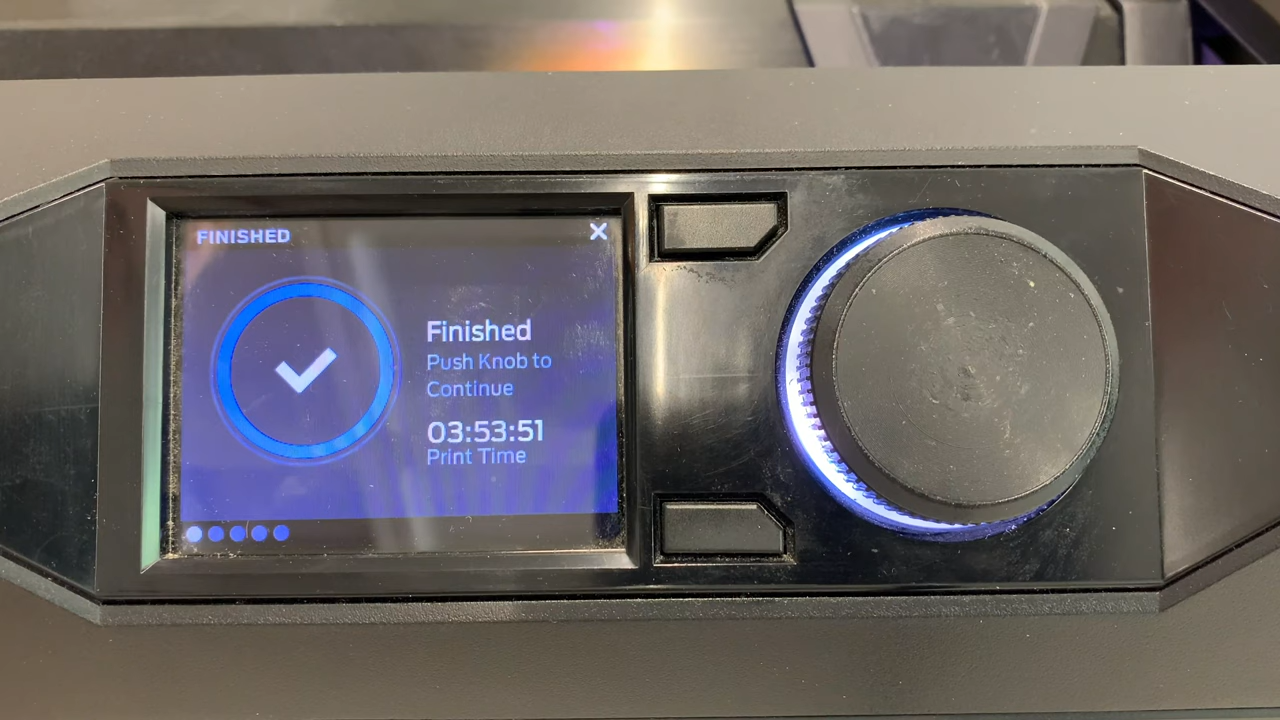 FINISHED
Finished
Push Knob to
Continue
03:53:51
Print Time